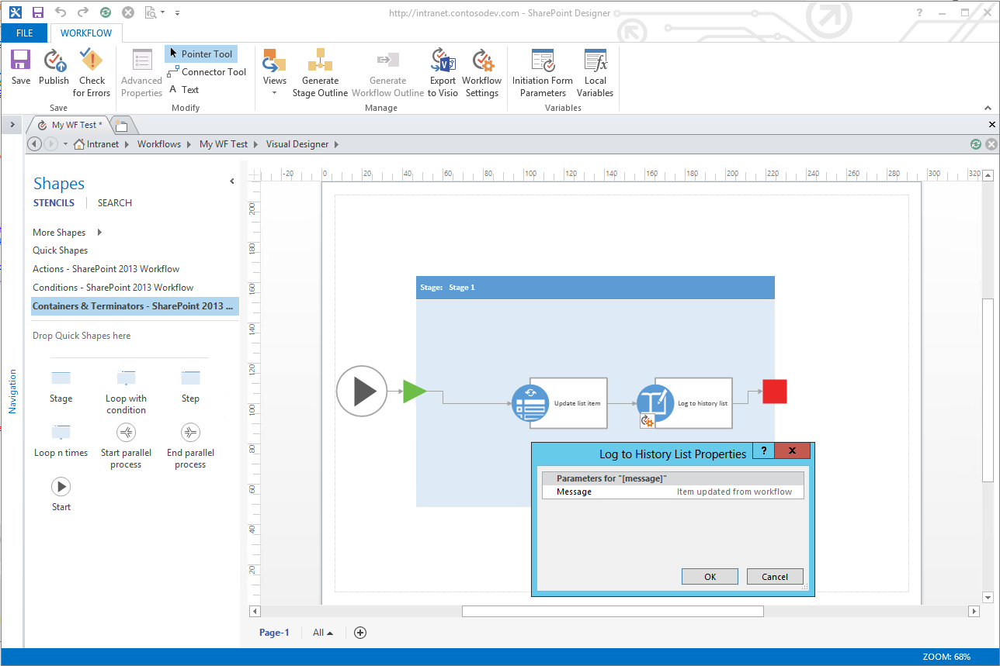 http://intranet.contosodev.com - SharePoint Designer
?
FILE
WORKFLOW
Save
Publish
Check
for Errors
Save
Advanced
Properties
Pointer Tool
Connector Tool
A Text
Modify
Views
Generate
Stage Outline
Generate
Workflow Outline
Export
to Visio
Workflow
Settings
Manage
Initiation Form
Parameters
Local
Variables
Variables
My WF Test *
Intranet
Workflows
My WF Test
Visual Designer
Navigation
Shapes
STENCILS
SEARCH
More Shapes
Quick Shapes
Actions - SharePoint 2013 Workflow
Conditions - SharePoint 2013 Workflow
Containers & Terminators - SharePoint 2013 ...
Drop Quick Shapes here
Stage
Loop with
condition
Step
Loop n times
Start parallel
process
End parallel
process
Start
-20 0 20 40 60 80 100 120 140 160 180 200 220 240 260 280 300 320
200
180
160
140
120
100
80
60
40
20
Stage: Stage 1
Update list item
Log to history list
Log to History List Properties
?
X
Parameters for "[message]"
Message
Item updated from workflow
OK
Cancel
Page-1
All
ZOOM: 68%